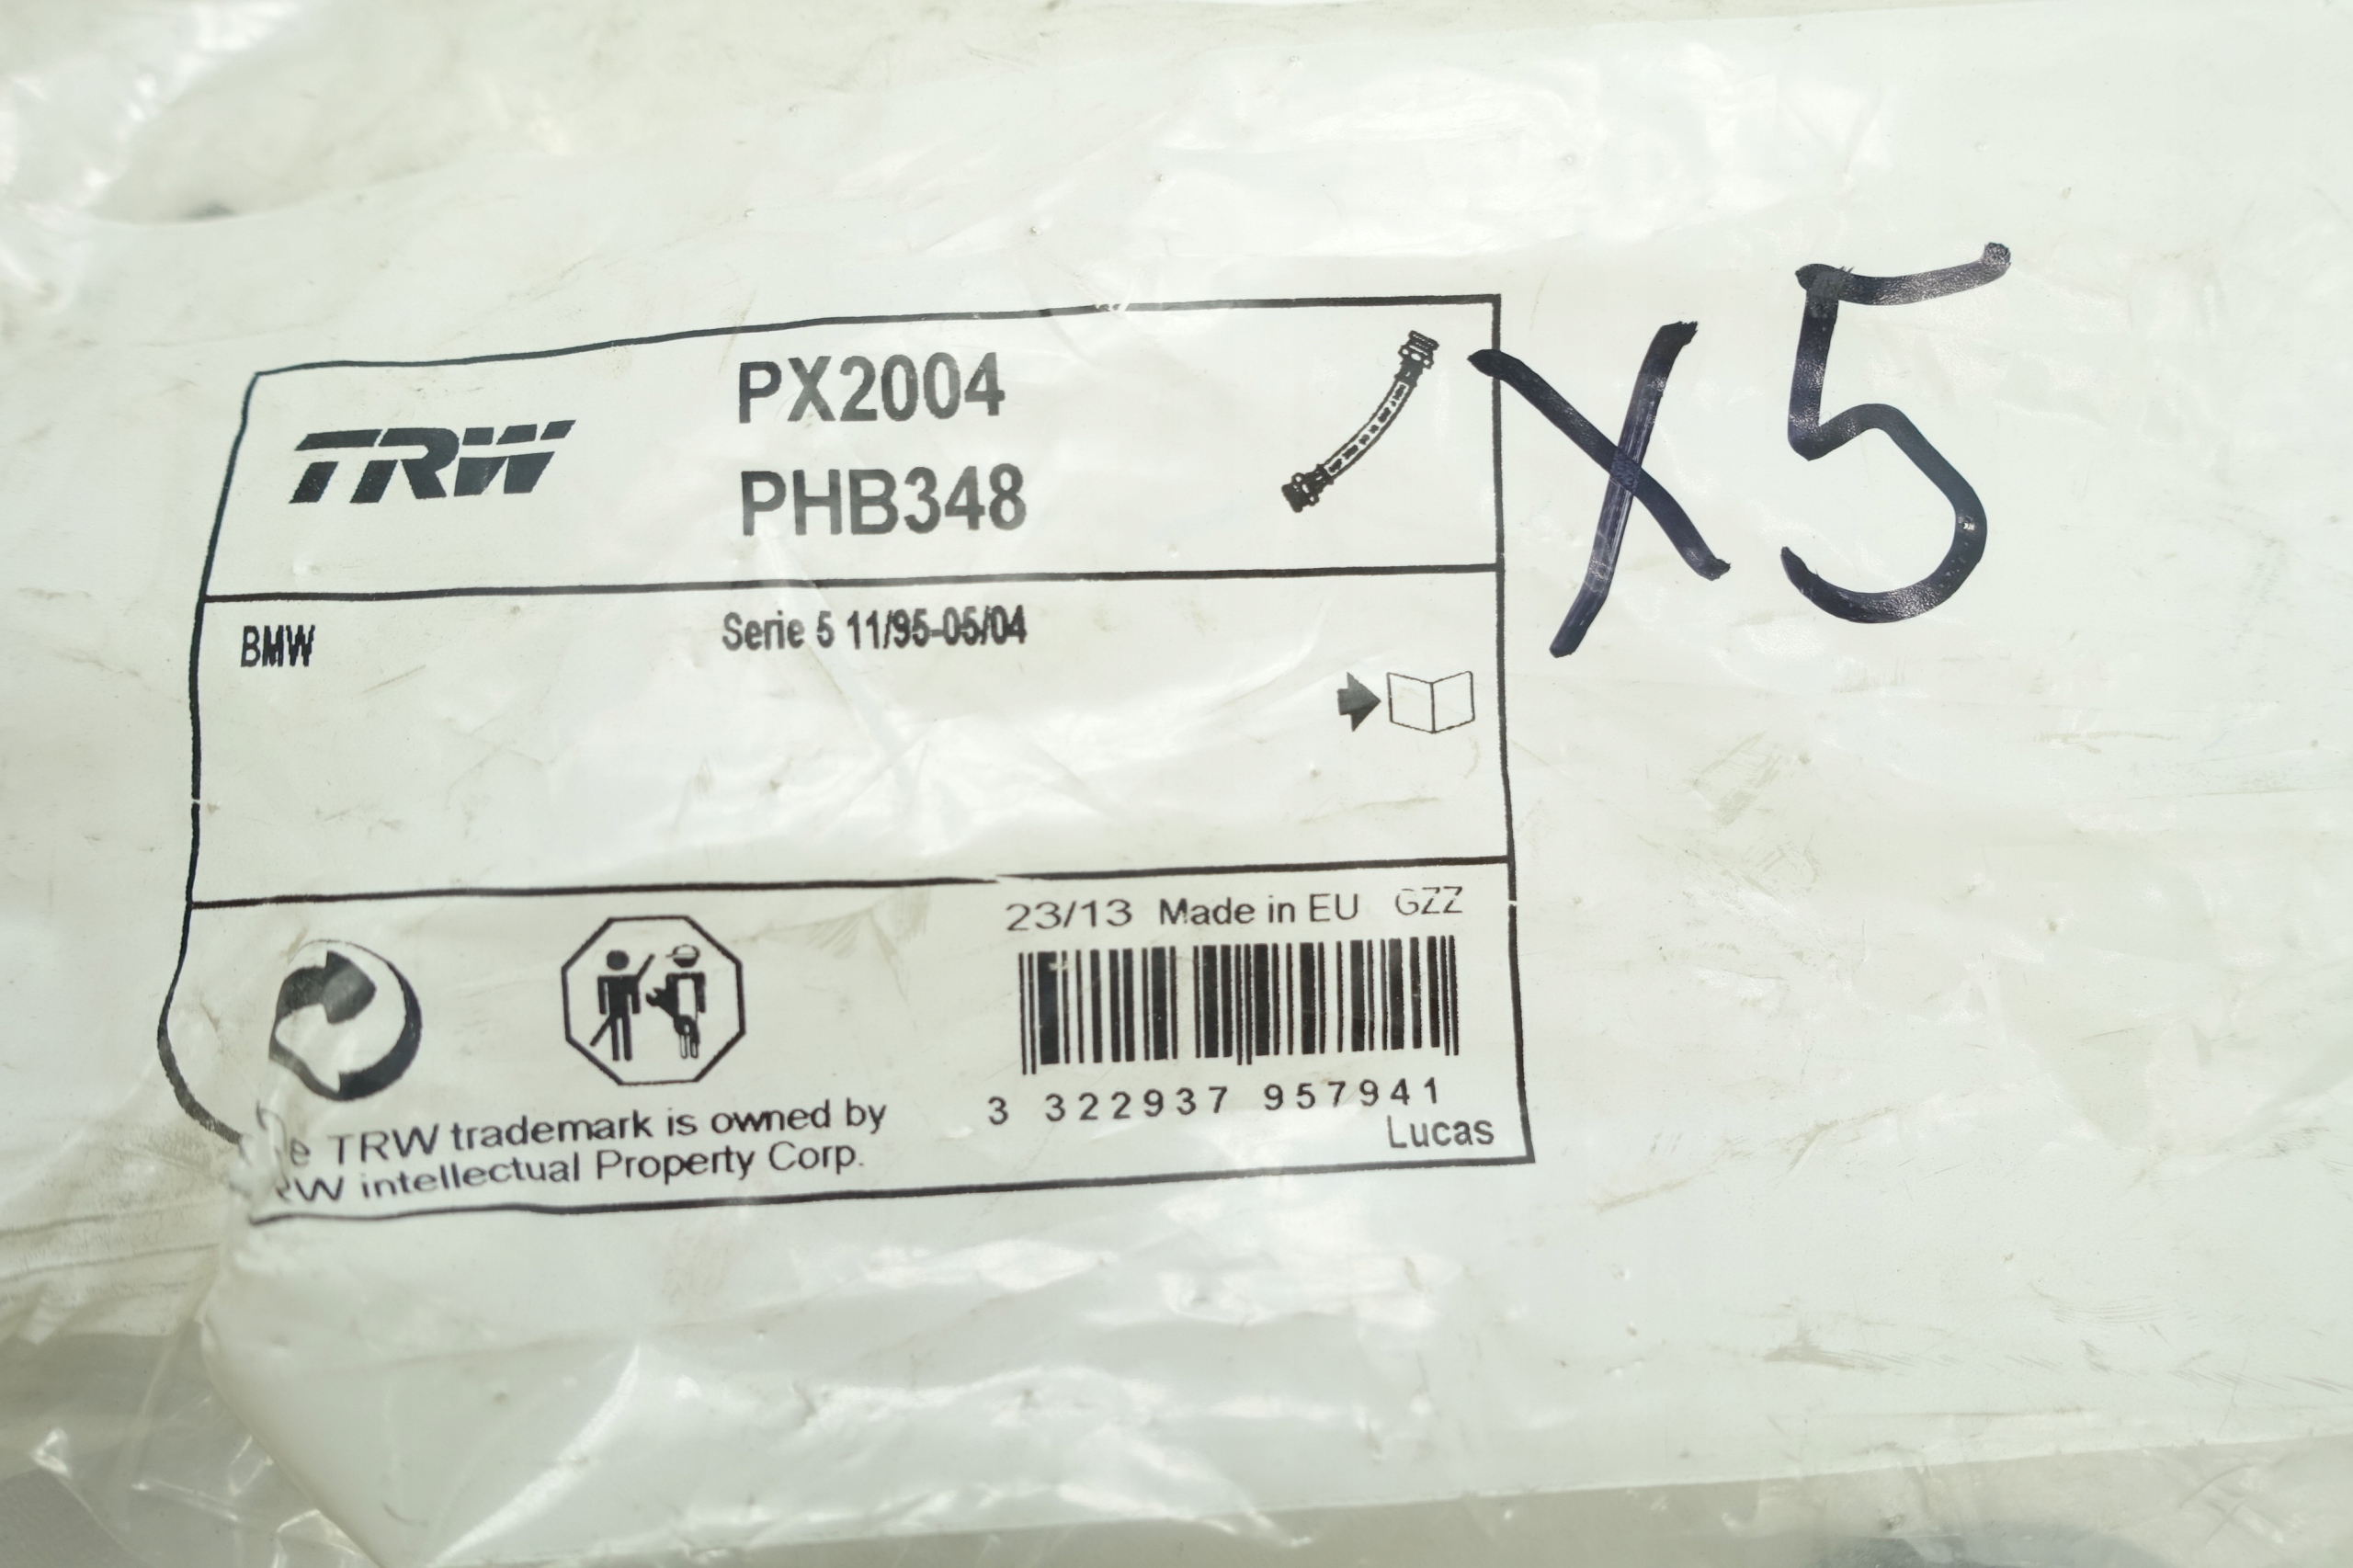 TRW
PX2004
PHB348
X5
BMW
Serie 5 11/95-05/04
23/13 Made in EU GZZ
3 322937 957941
Lucas
TRW trademark is owned by
intellectual Property Corp.